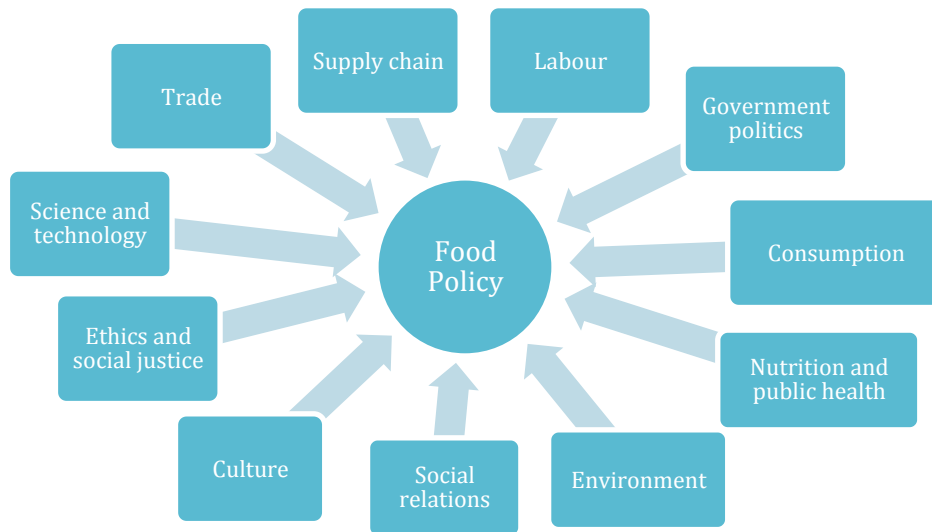 Supply chain
Labour
Trade
Government
politics
Science and
technology
Food
Policy
Consumption
Ethics and
social justice
Nutrition and
public health
Culture
Social
relations
Environment